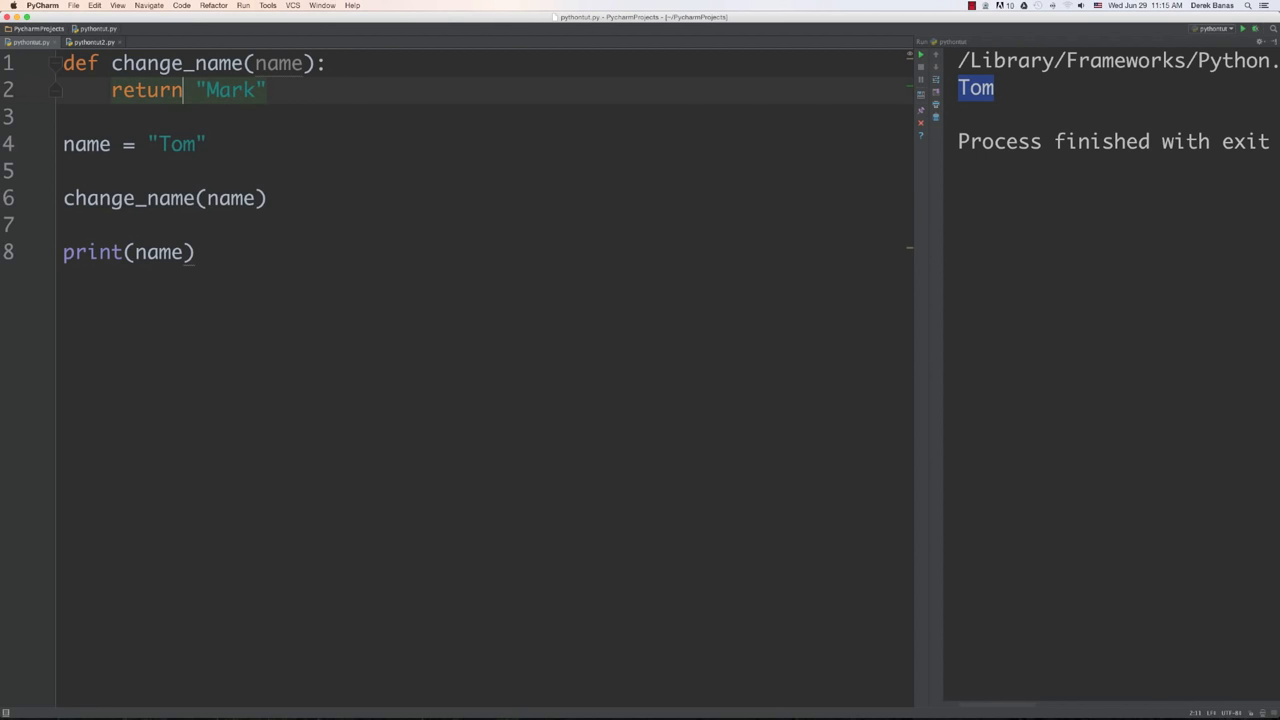 PyCharm File Edit View Navigate Code Refactor Run Tools VCS Window Help 10 Wed Jun 29 11:15 AM Derek Banas
pythontut.py - PycharmProjects - [~/PycharmProjects]
PycharmProjects pythontut.py pythontut
pythontut.py pythontut2.py Run pythontut
1 def change_name(name):
2 return "Mark"
3
4 name = "Tom"
5
6 change_name(name)
7
8 print(name)
/Library/Frameworks/Python.
Tom
Process finished with exit
2:11 LF UTF-8